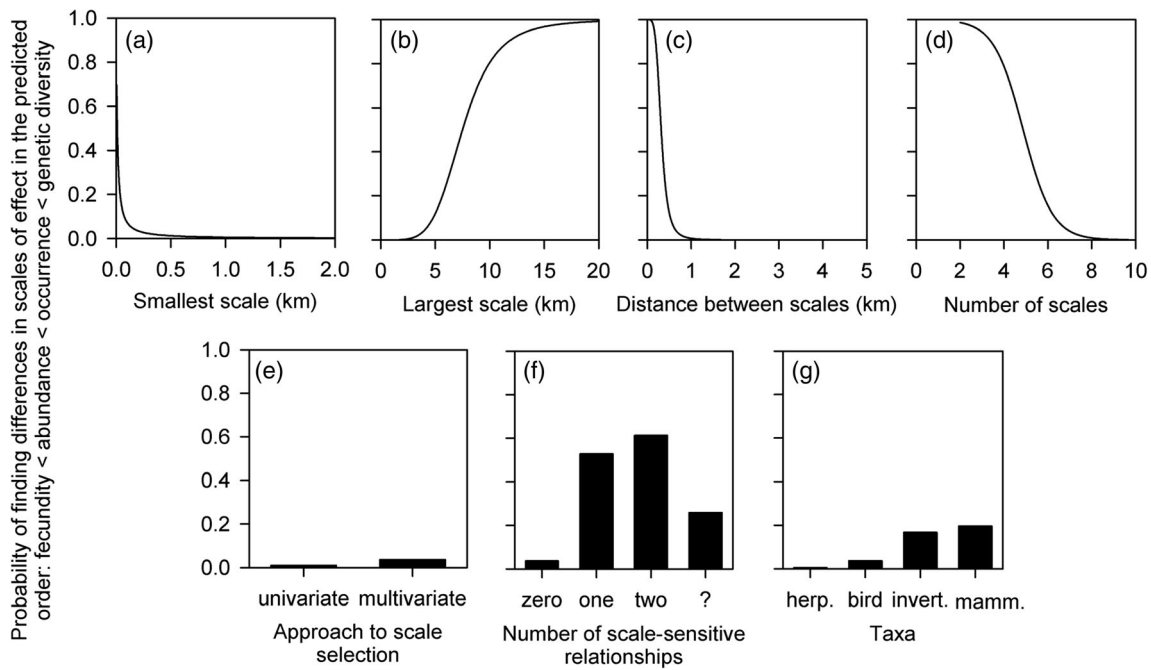 Probability of finding differences in scales of effect in the predicted
order: fecundity < abundance < occurrence < genetic diversity
(a)
1.0
0.8
0.6
0.4
0.2
0.0
0.0 0.5 1.0 1.5 2.0
Smallest scale (km)
(b)
0 5 10 15 20
Largest scale (km)
(c)
0 1 2 3 4 5
Distance between scales (km)
(d)
0 2 4 6 8 10
Number of scales
(e)
1.0
0.8
0.6
0.4
0.2
0.0
univariate multivariate
Approach to scale
selection
(f)
zero one two ?
Number of scale-sensitive
relationships
(g)
herp. bird invert. mamm.
Taxa